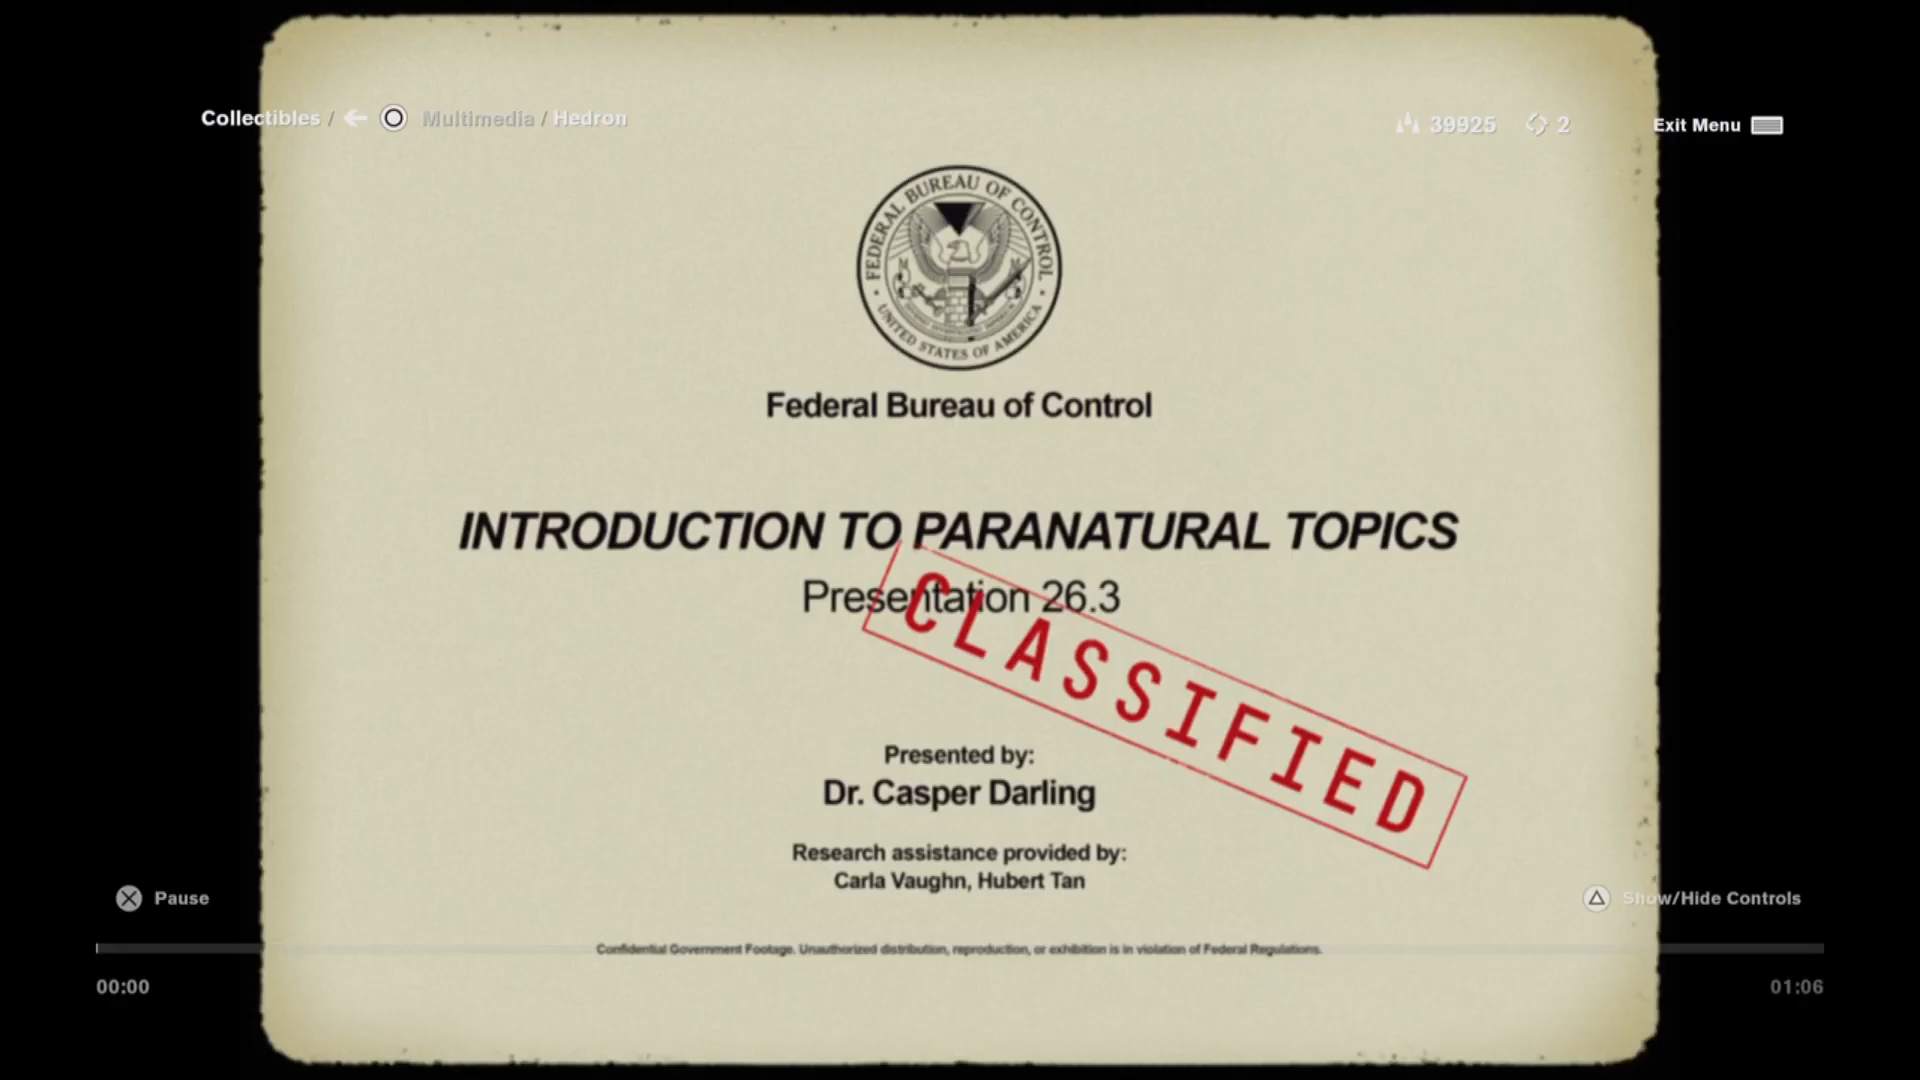 Collectibles / Multimedia / Hedron
39925 2 Exit Menu
FEDERAL BUREAU OF CONTROL
UNITED STATES OF AMERICA
Federal Bureau of Control
INTRODUCTION TO PARANATURAL TOPICS
Presentation 26.3
CLASSIFIED
Presented by:
Dr. Casper Darling
Research assistance provided by:
Carla Vaughn, Hubert Tan
Pause Show/Hide Controls
Confidential Government Footage. Unauthorized distribution, reproduction, or exhibition is in violation of Federal Regulations.
00:00 01:06